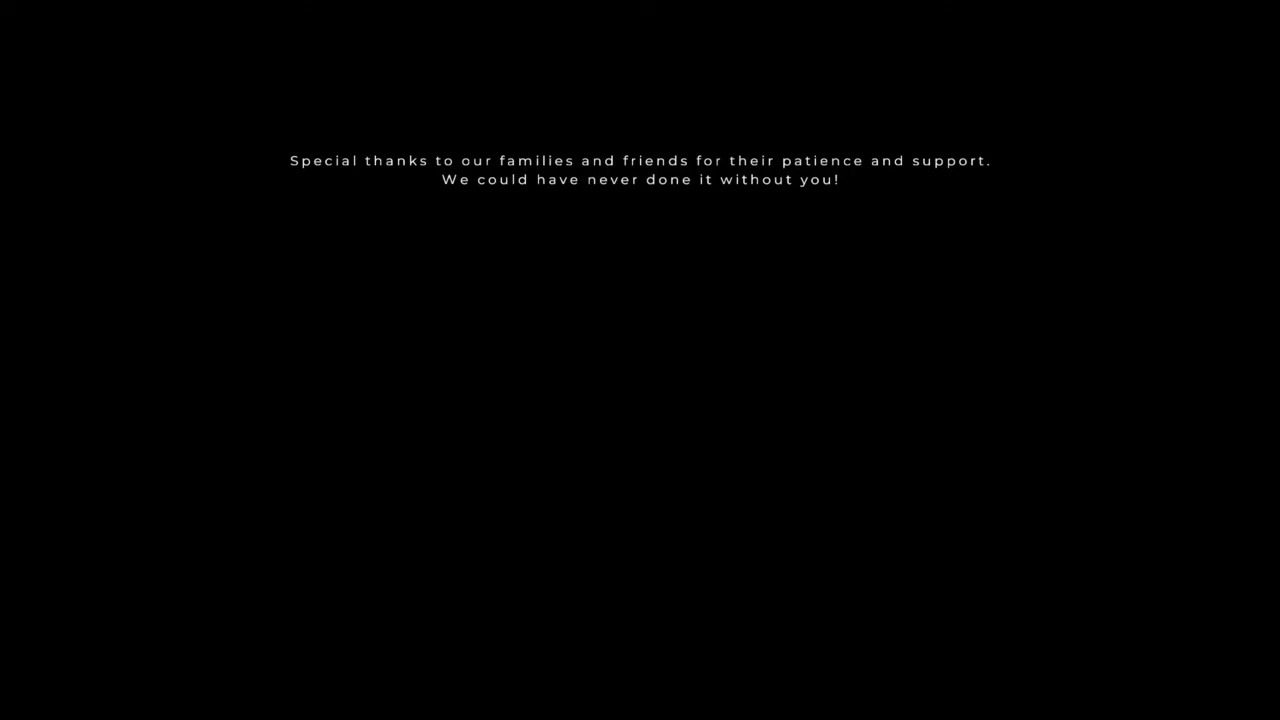 Special thanks to our families and friends for their patience and support.
We could have never done it without you!